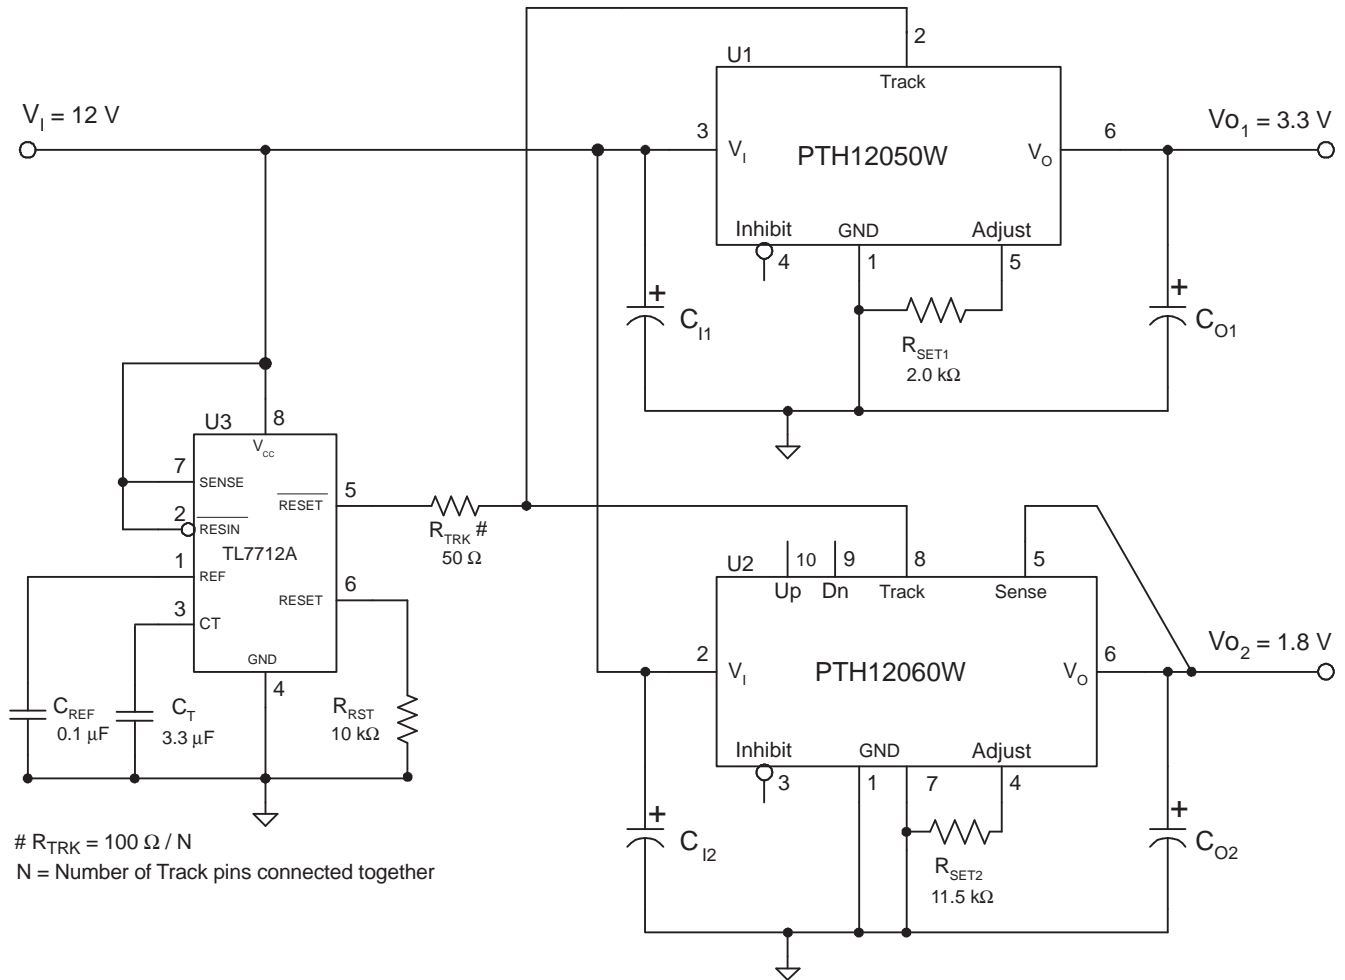 U1
2
Track
V_I = 12 V
3
V_I
PTH12050W
V_O
6
Vo_1 = 3.3 V
Inhibit
GND
Adjust
4
1
5
+
C_I1
R_SET1
2.0 kΩ
+
C_O1
U3
8
V_cc
7
SENSE
2
RESIN
TL7712A
RESET
5
1
REF
RESET
6
3
CT
GND
4
R_TRK #
50 Ω
U2
10
9
8
5
Up
Dn
Track
Sense
2
V_I
PTH12060W
V_O
6
Vo_2 = 1.8 V
C_REF
0.1 μF
C_T
3.3 μF
R_RST
10 kΩ
Inhibit
GND
Adjust
3
1
7
4
+
C_I2
R_SET2
11.5 kΩ
+
C_O2
# R_TRK = 100 Ω / N
N = Number of Track pins connected together